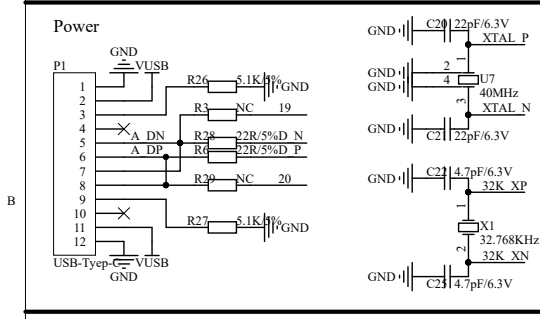 Power
GND
P1
VUSB
1
2
3
4
5
6
7
8
9
10
11
12
A_DN
A_DP
R26 5.1K/5%
GND
R3 NC 19
R28 22R/5% D_N
R6 22R/5% D_P
R29 NC 20
R27 5.1K/5%
GND
USB-Tyep-C
VUSB
GND
B
GND
C20 22pF/6.3V
XTAL_P
1
GND
2
U7
GND
4
40MHz
3
XTAL_N
GND
C21 22pF/6.3V
GND
C22 4.7pF/6.3V
32K_XP
1
X1
32.768KHz
2
32K_XN
GND
C25 4.7pF/6.3V